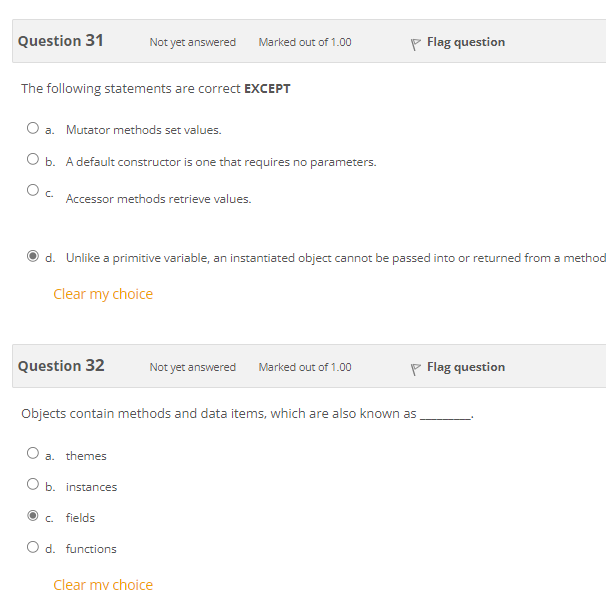 Question 31 Not yet answered Marked out of 1.00 Flag question
The following statements are correct EXCEPT
a. Mutator methods set values.
b. A default constructor is one that requires no parameters.
c. Accessor methods retrieve values.
d. Unlike a primitive variable, an instantiated object cannot be passed into or returned from a method
Clear my choice
Question 32 Not yet answered Marked out of 1.00 Flag question
Objects contain methods and data items, which are also known as _________.
a. themes
b. instances
c. fields
d. functions
Clear my choice